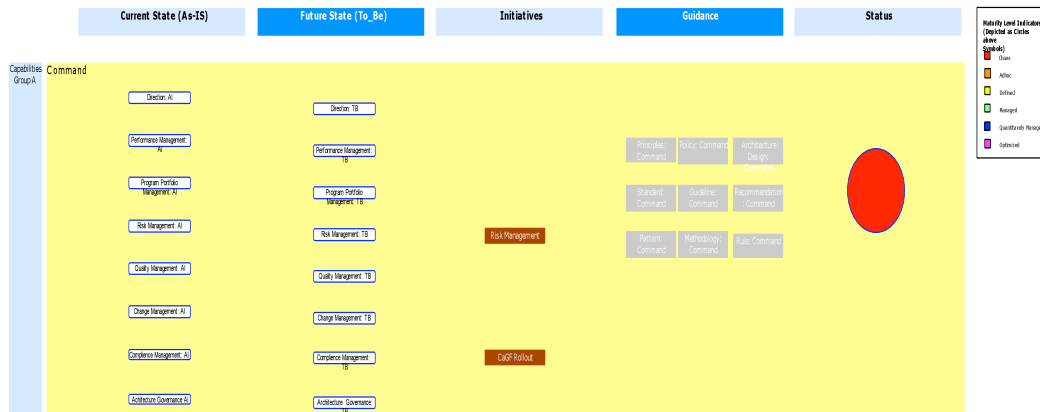 Current State (As-IS)
Future State (To_Be)
Initiatives
Guidance
Status
Maturity Level Indicators
(Depicted as Circles
above
Symbols)
Chaos
Adhoc
Defined
Managed
Quantitavely Manage
Optimized
Capabilities
Group A
Command
Direction: AI
Performance Management:
AI
Program Portfolio
Management: AI
Risk Management: AI
Quality Management: AI
Change Management: AI
Complience Management: AI
Achitecture Governance AI
Direction: TB
Performance Management:
TB
Program Portfolio
Management: TB
Risk Management: TB
Quality Management: TB
Change Management: TB
Complience Management:
TB
Architecture Governance:
TB
Risk Management
CaGF Rollout
Principles:
Command
Policy: Command
Architecture
Design:
Command
Standard:
Command
Guideline:
Command
Recommendation
: Command
Pattern:
Command
Methodology:
Command
Rule: Command